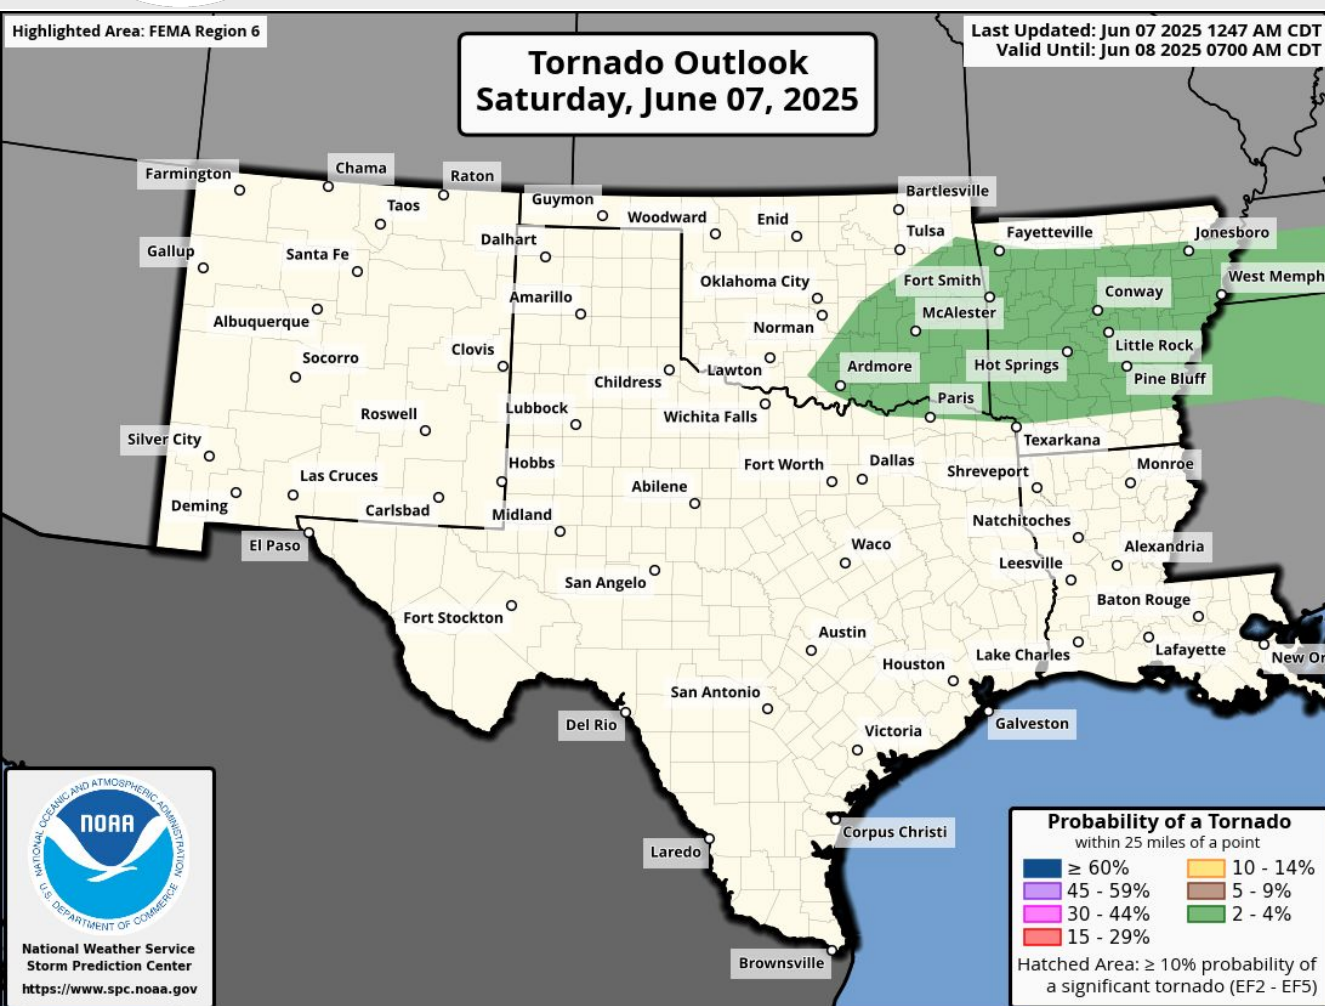 Highlighted Area: FEMA Region 6
Last Updated: Jun 07 2025 1247 AM CDT
Valid Until: Jun 08 2025 0700 AM CDT
Tornado Outlook
Saturday, June 07, 2025
Farmington
Chama
Raton
Taos
Guymon
Woodward
Enid
Bartlesville
Tulsa
Fayetteville
Jonesboro
Gallup
Santa Fe
Dalhart
Oklahoma City
Fort Smith
Conway
West Memph
Albuquerque
Amarillo
Norman
McAlester
Little Rock
Socorro
Clovis
Childress
Lawton
Ardmore
Hot Springs
Pine Bluff
Roswell
Lubbock
Wichita Falls
Paris
Texarkana
Silver City
Las Cruces
Hobbs
Abilene
Fort Worth
Dallas
Shreveport
Monroe
Deming
Carlsbad
Midland
Natchitoches
El Paso
San Angelo
Waco
Leesville
Alexandria
Fort Stockton
Austin
Baton Rouge
Houston
Lake Charles
Lafayette
New Or
Del Rio
San Antonio
Victoria
Galveston
Laredo
Corpus Christi
Brownsville
NATIONAL OCEANIC AND ATMOSPHERIC ADMINISTRATION
NOAA
U.S. DEPARTMENT OF COMMERCE
National Weather Service
Storm Prediction Center
https://www.spc.noaa.gov
Probability of a Tornado
within 25 miles of a point
≥ 60% 10 - 14%
45 - 59% 5 - 9%
30 - 44% 2 - 4%
15 - 29%
Hatched Area: ≥ 10% probability of
a significant tornado (EF2 - EF5)